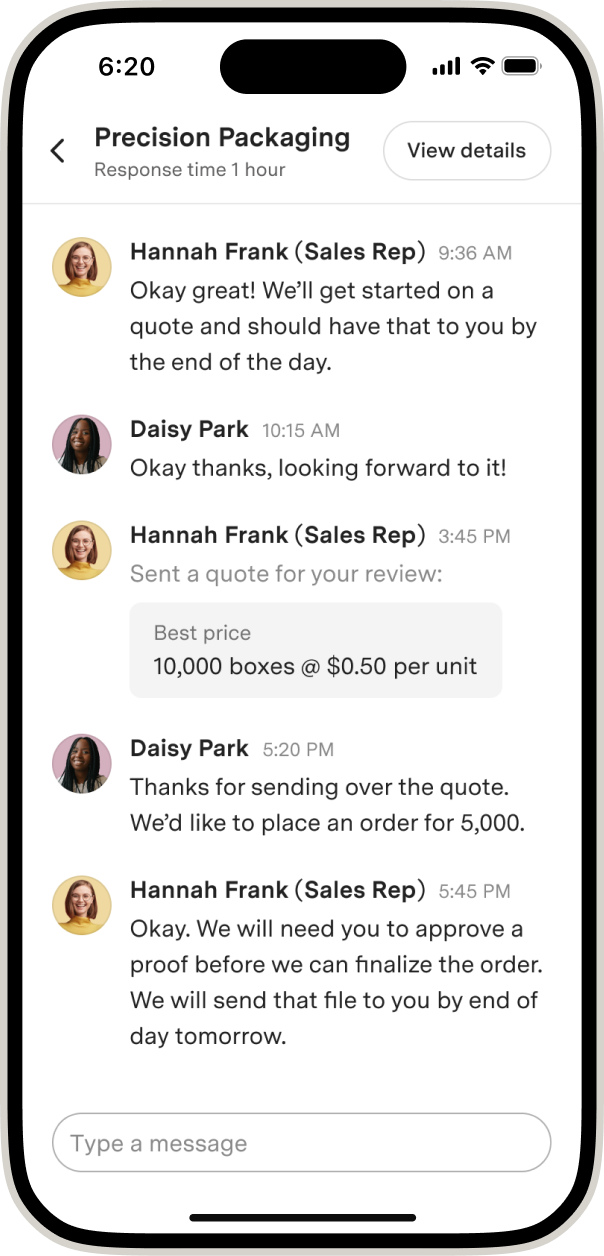 6:20
Precision Packaging
Response time 1 hour
View details
Hannah Frank (Sales Rep) 9:36 AM
Okay great! We’ll get started on a
quote and should have that to you by
the end of the day.
Daisy Park 10:15 AM
Okay thanks, looking forward to it!
Hannah Frank (Sales Rep) 3:45 PM
Sent a quote for your review:
Best price
10,000 boxes @ $0.50 per unit
Daisy Park 5:20 PM
Thanks for sending over the quote.
We’d like to place an order for 5,000.
Hannah Frank (Sales Rep) 5:45 PM
Okay. We will need you to approve a
proof before we can finalize the order.
We will send that file to you by end of
day tomorrow.
Type a message